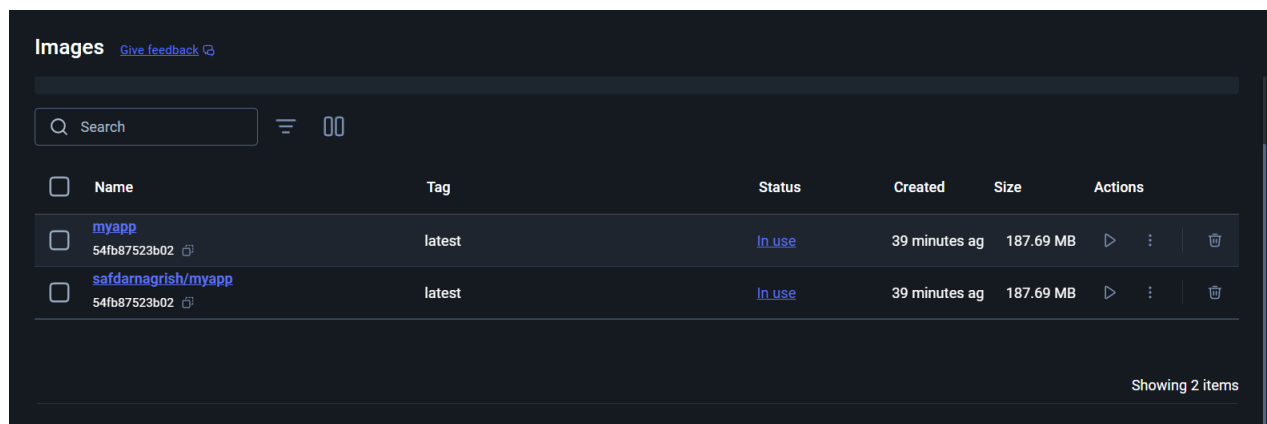 Images Give feedback
Search
Name Tag Status Created Size Actions
myapp
54fb87523b02
latest In use 39 minutes ag 187.69 MB
safdarnagrish/myapp
54fb87523b02
latest In use 39 minutes ag 187.69 MB
Showing 2 items